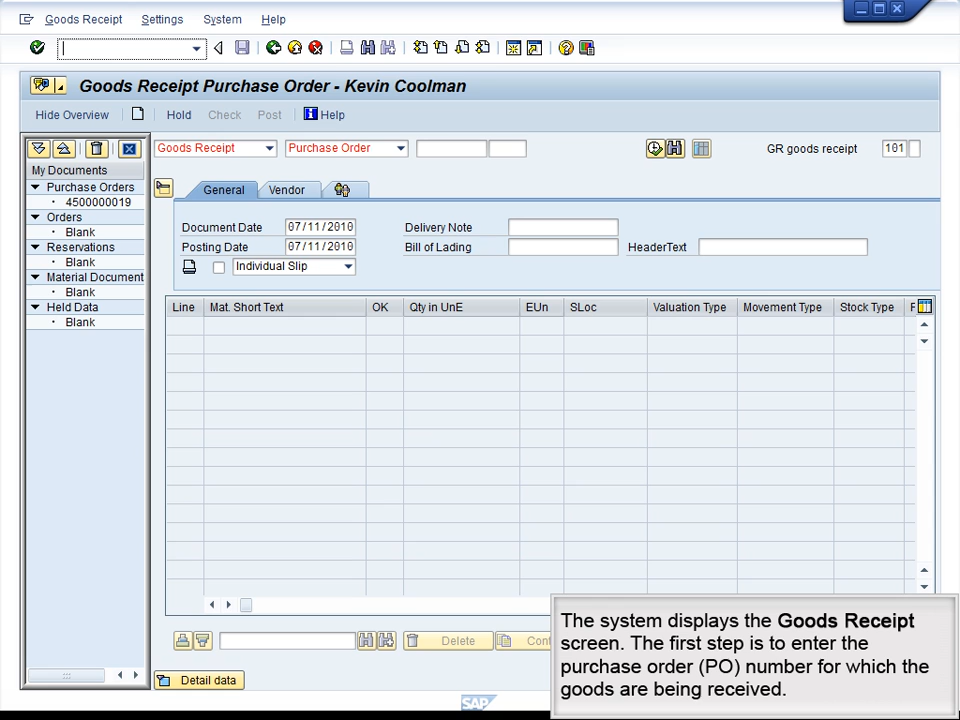 Goods Receipt Settings System Help
Goods Receipt Purchase Order - Kevin Coolman
Hide Overview Hold Check Post Help
Goods Receipt Purchase Order GR goods receipt 101
My Documents
Purchase Orders
4500000019
Orders
Blank
Reservations
Blank
Material Document
Blank
Held Data
Blank
General Vendor
Document Date 07/11/2010 Delivery Note
Posting Date 07/11/2010 Bill of Lading HeaderText
Individual Slip
Line Mat. Short Text OK Qty in UnE EUn SLoc Valuation Type Movement Type Stock Type
Delete Cont
Detail data
SAP
The system displays the Goods Receipt
screen. The first step is to enter the
purchase order (PO) number for which the
goods are being received.